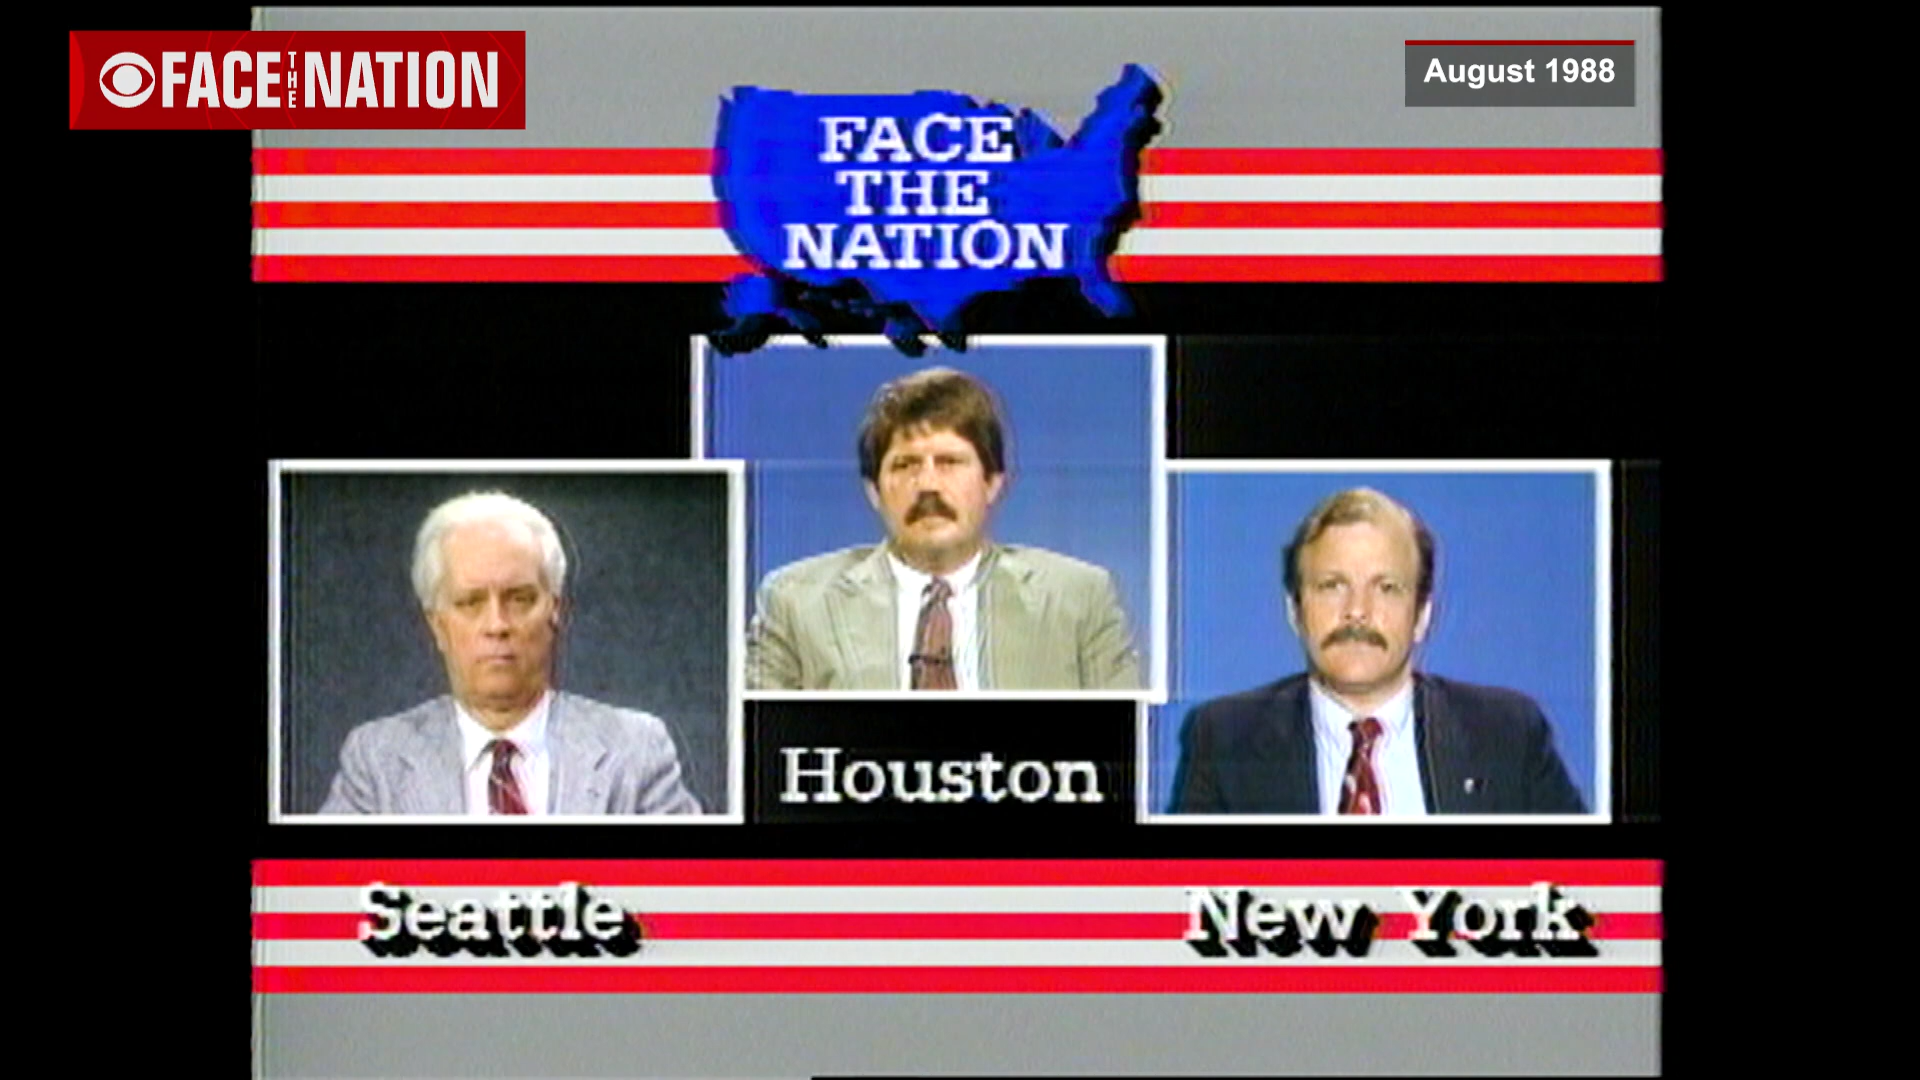 FACE THE NATION
August 1988
FACE
THE
NATION
Houston
Seattle
New York